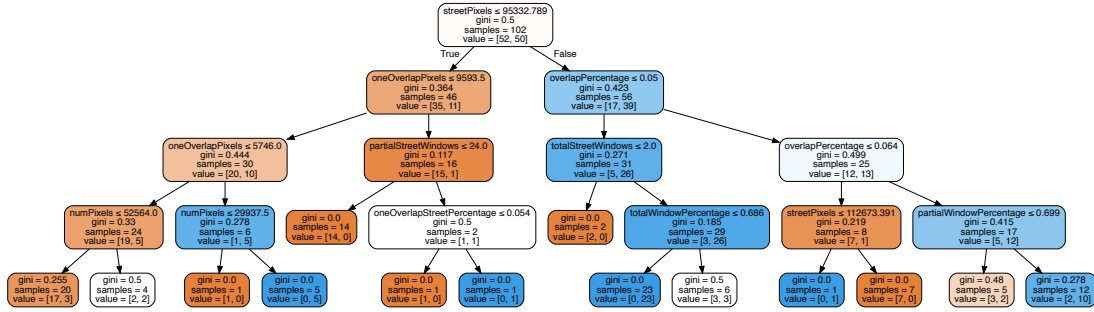 streetPixels ≤ 95332.789
gini = 0.5
samples = 102
value = [52, 50]
True
False
oneOverlapPixels ≤ 9593.5
gini = 0.364
samples = 46
value = [35, 11]
overlapPercentage ≤ 0.05
gini = 0.423
samples = 56
value = [17, 39]
oneOverlapPixels ≤ 5746.0
gini = 0.444
samples = 30
value = [20, 10]
partialStreetWindows ≤ 24.0
gini = 0.117
samples = 16
value = [15, 1]
totalStreetWindows ≤ 2.0
gini = 0.271
samples = 31
value = [5, 26]
overlapPercentage ≤ 0.064
gini = 0.499
samples = 25
value = [12, 13]
numPixels ≤ 52564.0
gini = 0.33
samples = 24
value = [19, 5]
numPixels ≤ 29937.5
gini = 0.278
samples = 6
value = [1, 5]
gini = 0.0
samples = 14
value = [14, 0]
oneOverlapStreetPercentage ≤ 0.054
gini = 0.5
samples = 2
value = [1, 1]
gini = 0.0
samples = 2
value = [2, 0]
totalWindowPercentage ≤ 0.686
gini = 0.185
samples = 29
value = [3, 26]
streetPixels ≤ 112673.391
gini = 0.219
samples = 8
value = [7, 1]
partialWindowPercentage ≤ 0.699
gini = 0.415
samples = 17
value = [5, 12]
gini = 0.255
samples = 20
value = [17, 3]
gini = 0.5
samples = 4
value = [2, 2]
gini = 0.0
samples = 1
value = [1, 0]
gini = 0.0
samples = 5
value = [0, 5]
gini = 0.0
samples = 1
value = [1, 0]
gini = 0.0
samples = 1
value = [0, 1]
gini = 0.0
samples = 23
value = [0, 23]
gini = 0.5
samples = 6
value = [3, 3]
gini = 0.0
samples = 1
value = [0, 1]
gini = 0.0
samples = 7
value = [7, 0]
gini = 0.48
samples = 5
value = [3, 2]
gini = 0.278
samples = 12
value = [2, 10]